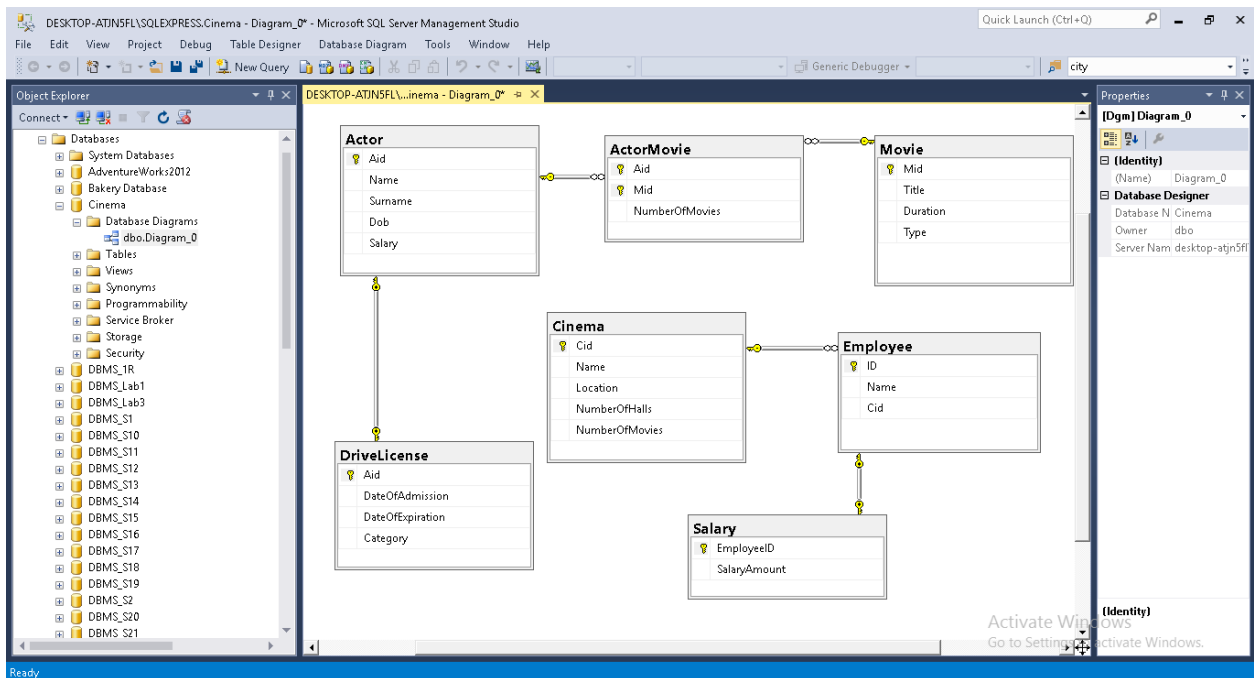 DESKTOP-ATJN5FL\SQLEXPRESS.Cinema - Diagram_0* - Microsoft SQL Server Management Studio
Quick Launch (Ctrl+Q)
File Edit View Project Debug Table Designer Database Diagram Tools Window Help
New Query
Generic Debugger
city
Object Explorer
Connect
Databases
System Databases
AdventureWorks2012
Bakery Database
Cinema
Database Diagrams
dbo.Diagram_0
Tables
Views
Synonyms
Programmability
Service Broker
Storage
Security
DBMS_1R
DBMS_Lab1
DBMS_Lab3
DBMS_S1
DBMS_S10
DBMS_S11
DBMS_S12
DBMS_S13
DBMS_S14
DBMS_S15
DBMS_S16
DBMS_S17
DBMS_S18
DBMS_S19
DBMS_S2
DBMS_S20
DBMS_S21
DESKTOP-ATJN5FL\...inema - Diagram_0*
Actor
Aid
Name
Surname
Dob
Salary
ActorMovie
Aid
Mid
NumberOfMovies
Movie
Mid
Title
Duration
Type
Cinema
Cid
Name
Location
NumberOfHalls
NumberOfMovies
Employee
ID
Name
Cid
DriveLicense
Aid
DateOfAdmission
DateOfExpiration
Category
Salary
EmployeeID
SalaryAmount
Properties
[Dgm] Diagram_0
(Identity)
(Name) Diagram_0
Database Designer
Database N Cinema
Owner dbo
Server Nam desktop-atjn5fl
(Identity)
Activate Windows
Go to Settings to activate Windows.
Ready